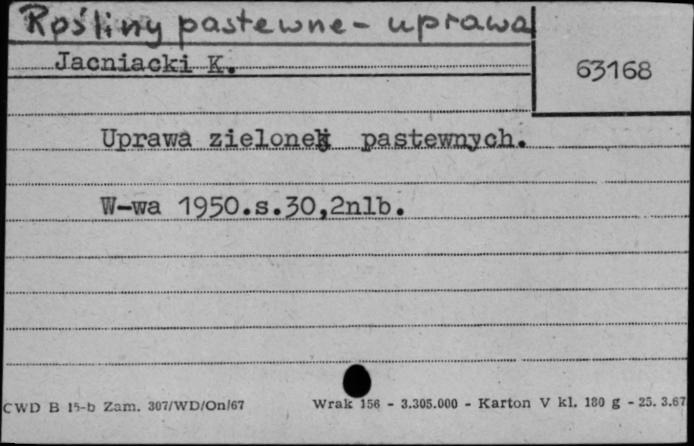 Rośliny pastewne - uprawa
Jacniacki K.
63168
Uprawa zielonek pastewnych.
W-wa 1950.s.30,2nlb.
CWD B 15-b Zam. 307/WD/On/67 Wrak 156 - 3.305.000 - Karton V kl. 180 g - 25. 3.67